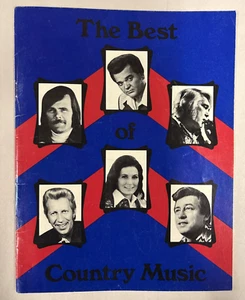 The Best
of
Country Music